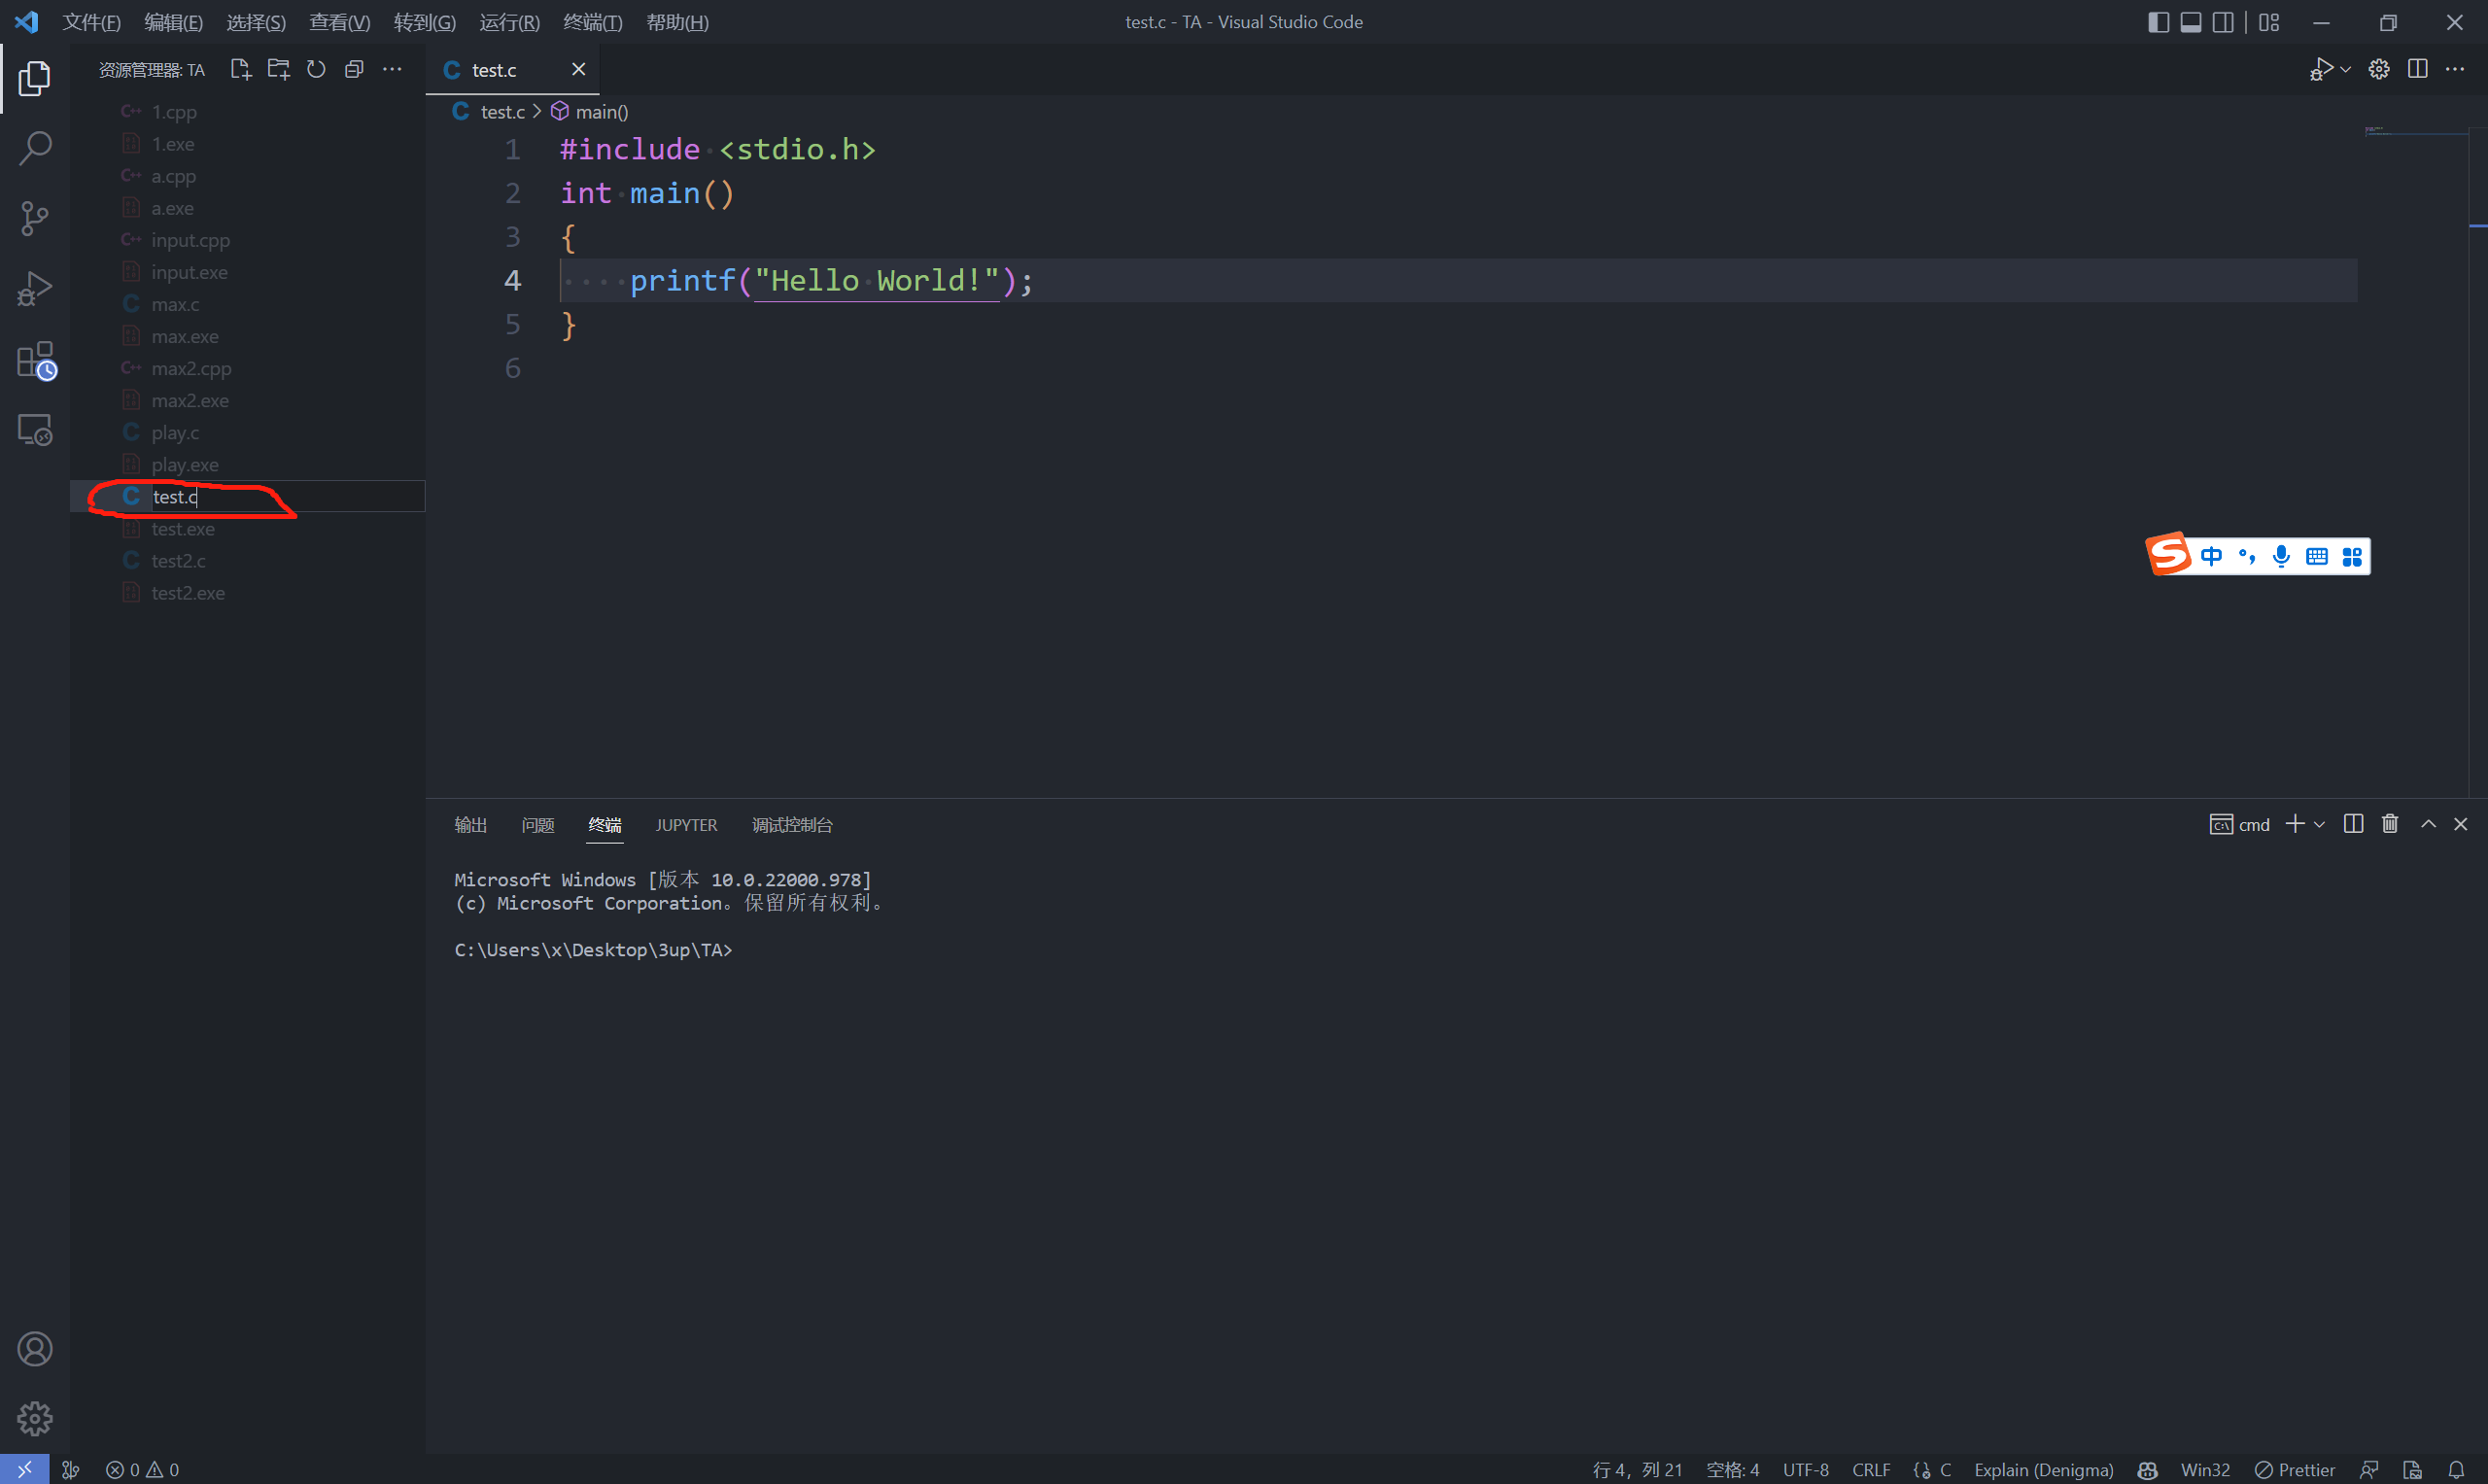 文件(F) 编辑(E) 选择(S) 查看(V) 转到(G) 运行(R) 终端(T) 帮助(H) test.c - TA - Visual Studio Code
资源管理器: TA
1.cpp
1.exe
a.cpp
a.exe
input.cpp
input.exe
max.c
max.exe
max2.cpp
max2.exe
play.c
play.exe
test.c
test.exe
test2.c
test2.exe
test.c
test.c > main()
1 #include <stdio.h>
2 int main()
3 {
4 printf("Hello World!");
5 }
6
中
输出 问题 终端 JUPYTER 调试控制台 cmd
Microsoft Windows [版本 10.0.22000.978]
(c) Microsoft Corporation。保留所有权利。
C:\Users\x\Desktop\3up\TA>
0 0 行 4，列 21 空格: 4 UTF-8 CRLF C Explain (Denigma) Win32 Prettier